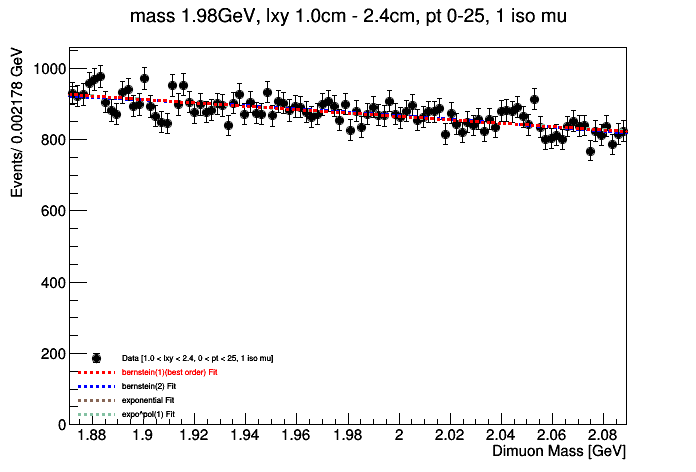 mass 1.98GeV, lxy 1.0cm - 2.4cm, pt 0-25, 1 iso mu
Events/ 0.002178 GeV
1000
800
600
400
200
0
Data [1.0 < lxy < 2.4, 0 < pt < 25, 1 iso mu]
bernstein(1)(best order) Fit
bernstein(2) Fit
exponential Fit
expo*pol(1) Fit
1.88 1.9 1.92 1.94 1.96 1.98 2 2.02 2.04 2.06 2.08
Dimuon Mass [GeV]